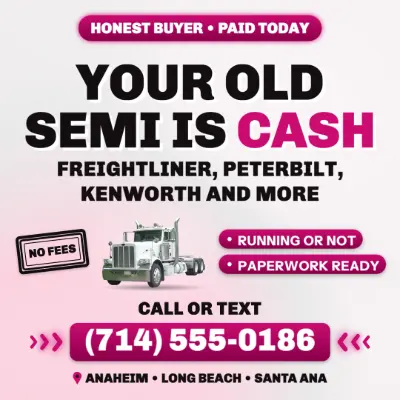 HONEST BUYER • PAID TODAY
YOUR OLD
SEMI IS CASH
FREIGHTLINER, PETERBILT,
KENWORTH AND MORE
NO FEES
• RUNNING OR NOT
• PAPERWORK READY
CALL OR TEXT
(714) 555-0186
ANAHEIM • LONG BEACH • SANTA ANA